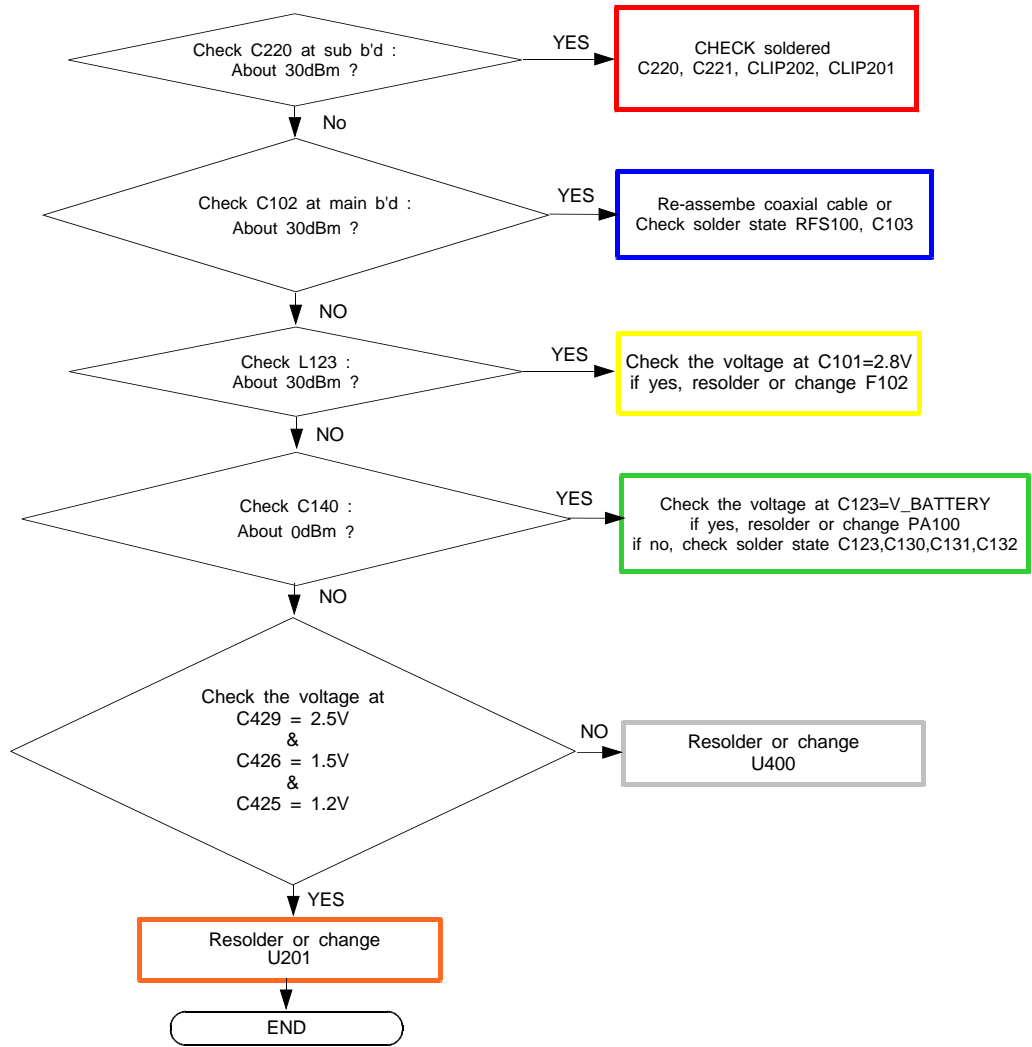 Check C220 at sub b'd :
About 30dBm ?
YES
CHECK soldered
C220, C221, CLIP202, CLIP201
No
Check C102 at main b'd :
About 30dBm ?
YES
Re-assembe coaxial cable or
Check solder state RFS100, C103
NO
Check L123 :
About 30dBm ?
YES
Check the voltage at C101=2.8V
if yes, resolder or change F102
NO
Check C140 :
About 0dBm ?
YES
Check the voltage at C123=V_BATTERY
if yes, resolder or change PA100
if no, check solder state C123,C130,C131,C132
NO
Check the voltage at
C429 = 2.5V
&
C426 = 1.5V
&
C425 = 1.2V
NO
Resolder or change
U400
YES
Resolder or change
U201
END